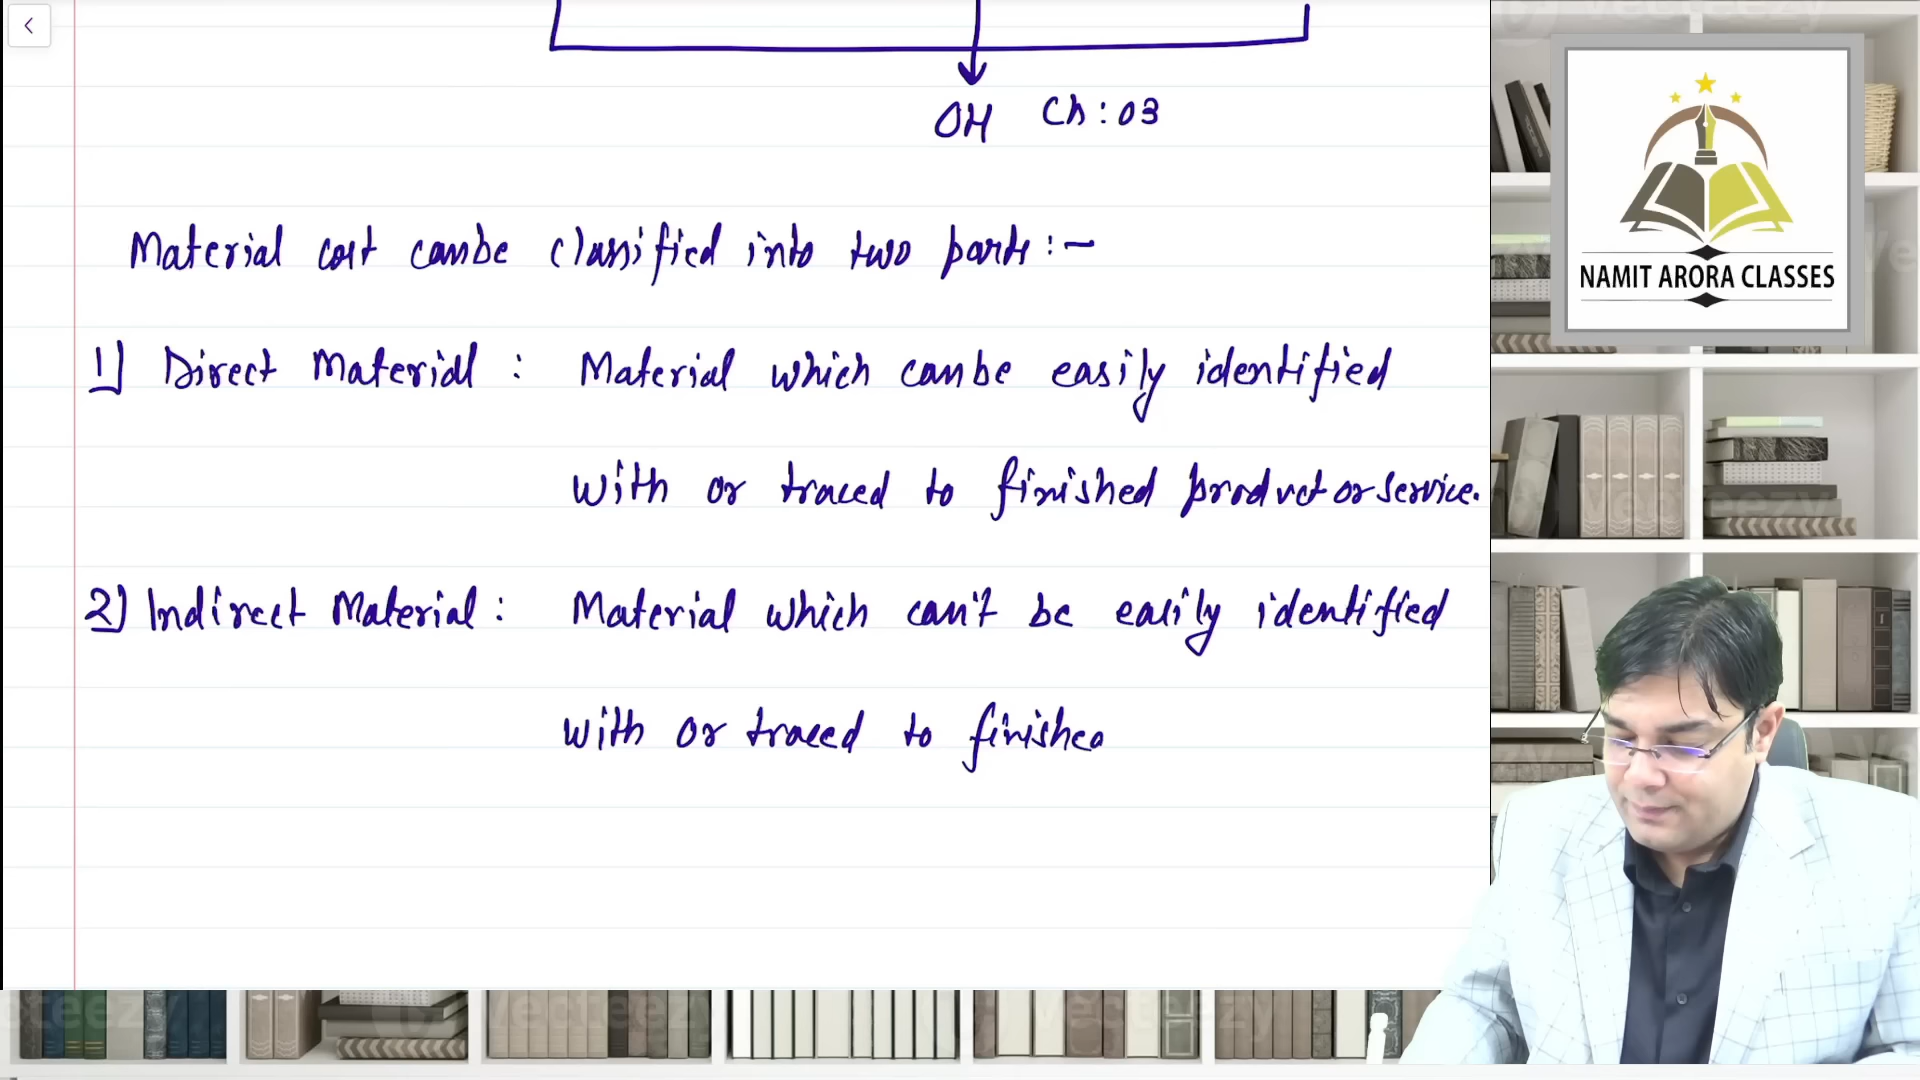 OH Ch:03
Material cost canbe classified into two parts:-
1) Direct Material : Material which canbe easily identified
with or traced to finished product or service.
2) Indirect Material : Material which can't be easily identified
with or traced to finishe
NAMIT ARORA CLASSES